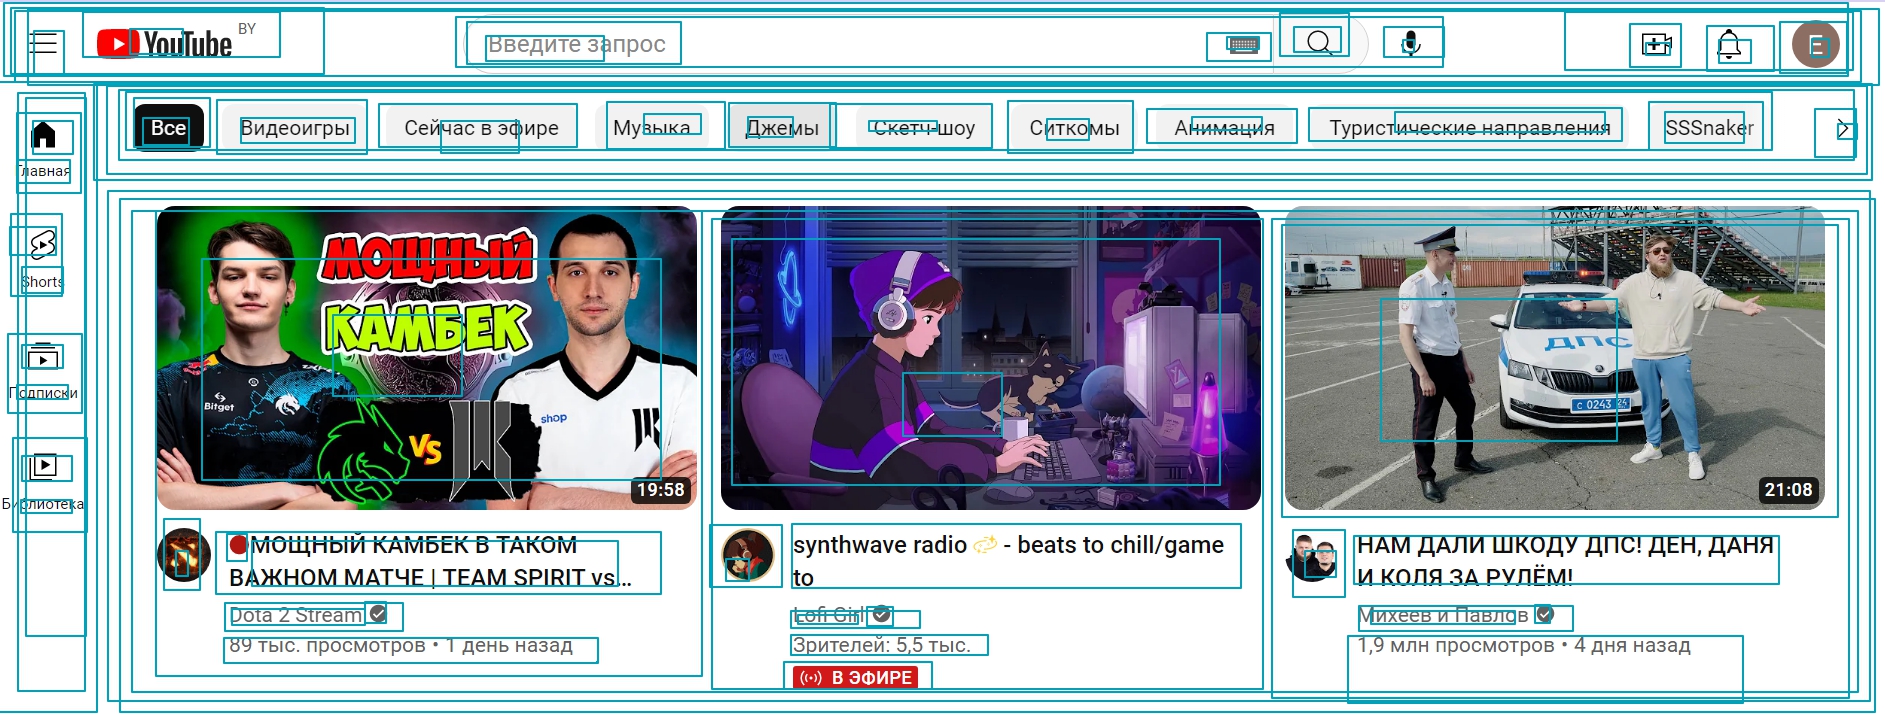 YouTube BY
Введите запрос
E
Все Видеоигры Сейчас в эфире Музыка Джемы Скетч-шоу Ситкомы Анимация Туристические направления SSSnaker
Главная
Shorts
Подписки
Библиотека
МОЩНЫЙ
КАМБЕК
Bitget
shop
VS
19:58
ДПС
С 0243 24
21:08
МОЩНЫЙ КАМБЕК В ТАКОМ
ВАЖНОМ МАТЧЕ | TEAM SPIRIT vs...
Dota 2 Stream
89 тыс. просмотров • 1 день назад
synthwave radio 💫 - beats to chill/game
to
Lofi Girl
Зрителей: 5,5 тыс.
В ЭФИРЕ
НАМ ДАЛИ ШКОДУ ДПС! ДЕН, ДАНЯ
И КОЛЯ ЗА РУЛЁМ!
Михеев и Павлов
1,9 млн просмотров • 4 дня назад